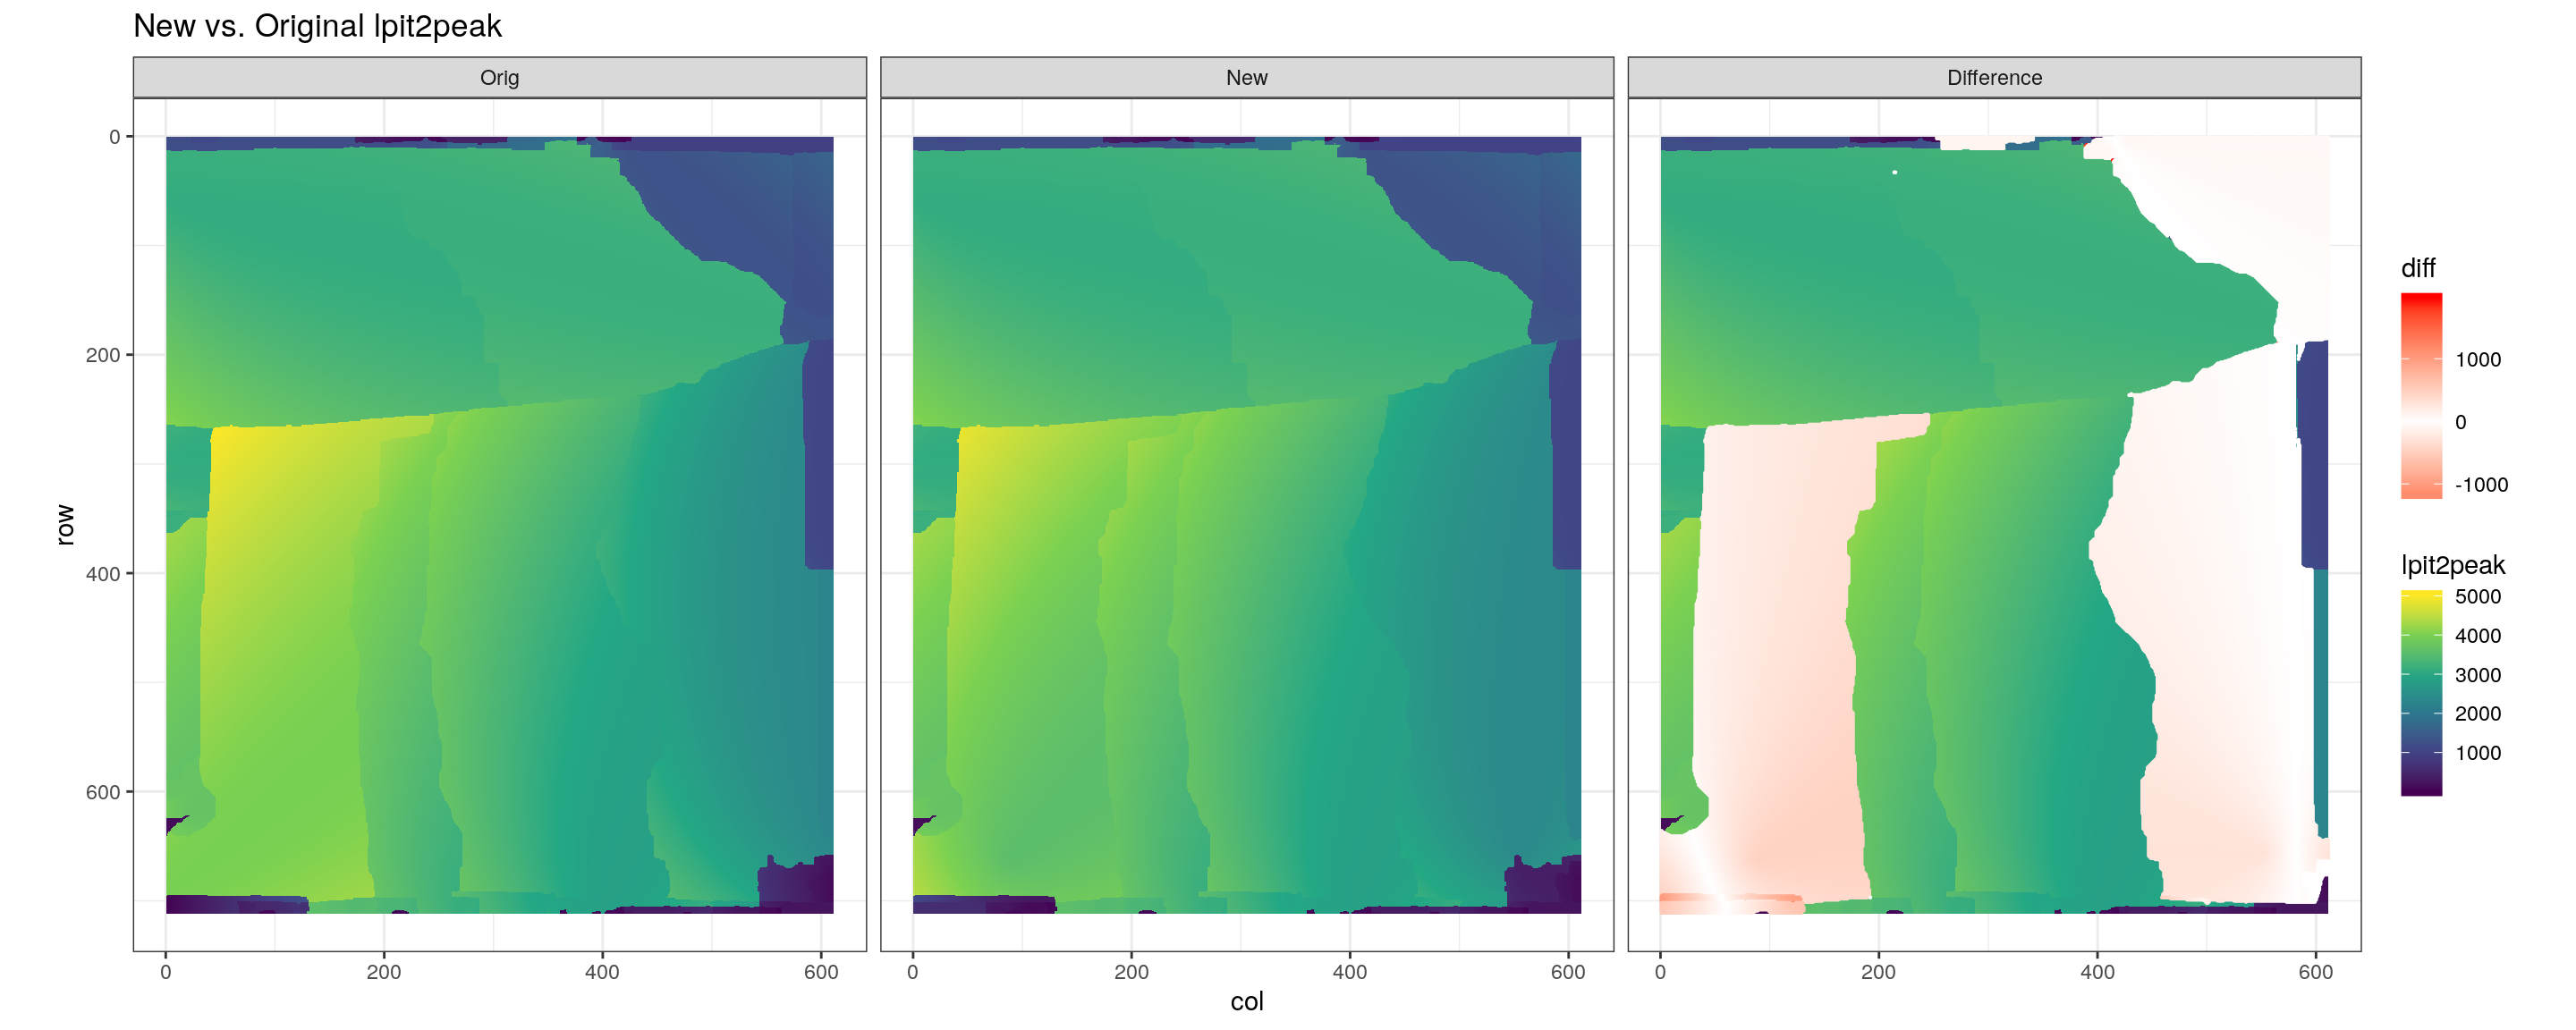 New vs. Original lpit2peak
Orig New Difference
0
200
400
600
row
0 200 400 600 0 200 400 600 0 200 400 600
col
diff
1000
0
-1000
lpit2peak
5000
4000
3000
2000
1000